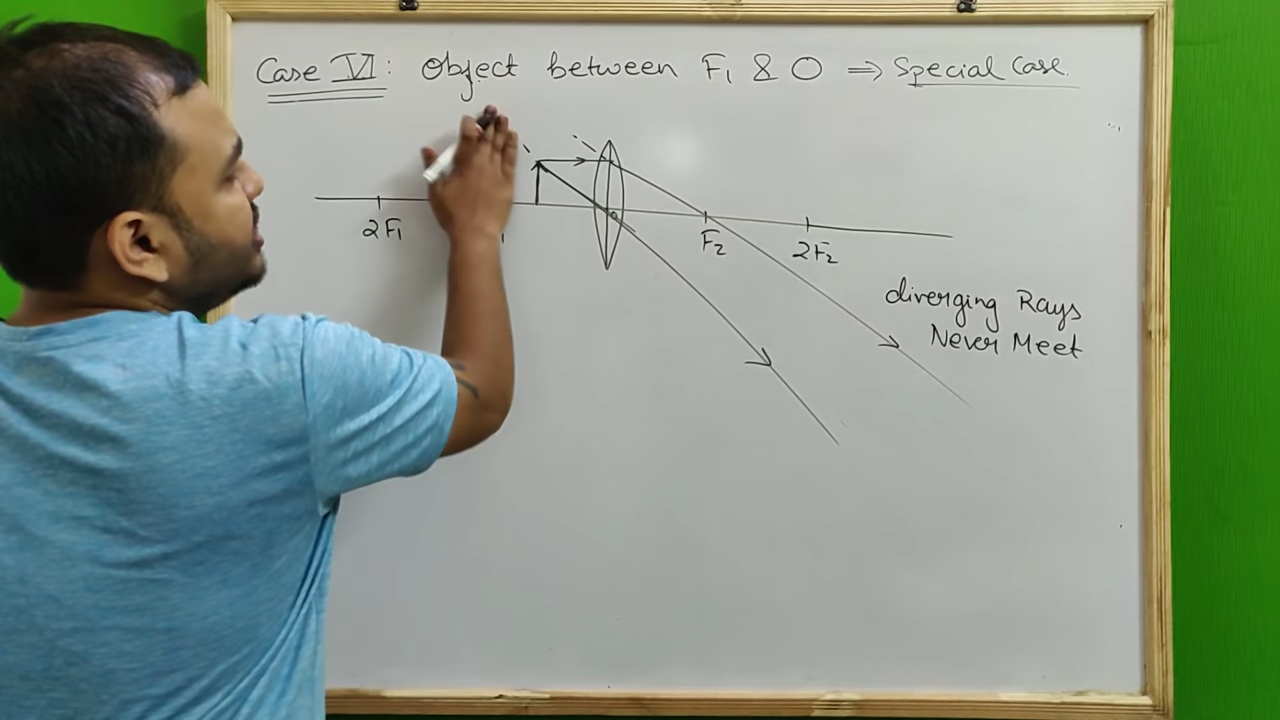 Case VI: Object between F₁ & O ⇒ Special Case.
2F₁
F₂
2F₂
diverging Rays
Never Meet